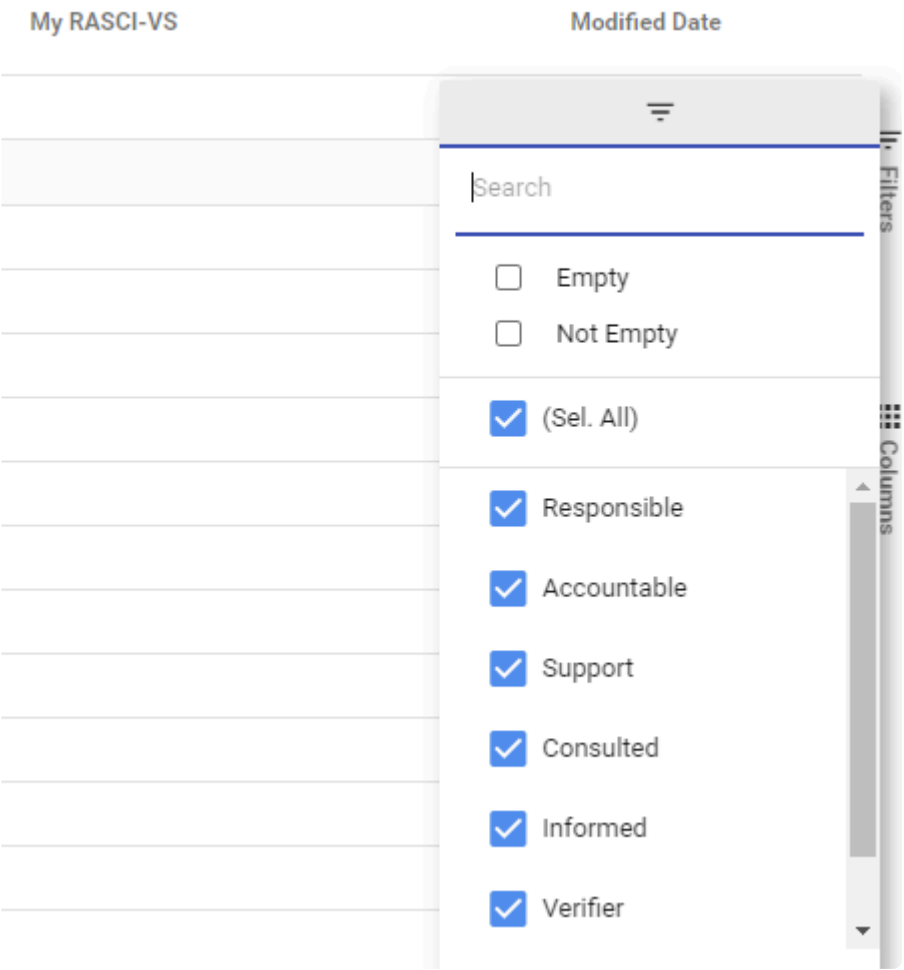 My RASCI-VS
Modified Date
Search
Empty
Not Empty
(Sel. All)
Responsible
Accountable
Support
Consulted
Informed
Verifier
Filters
Columns